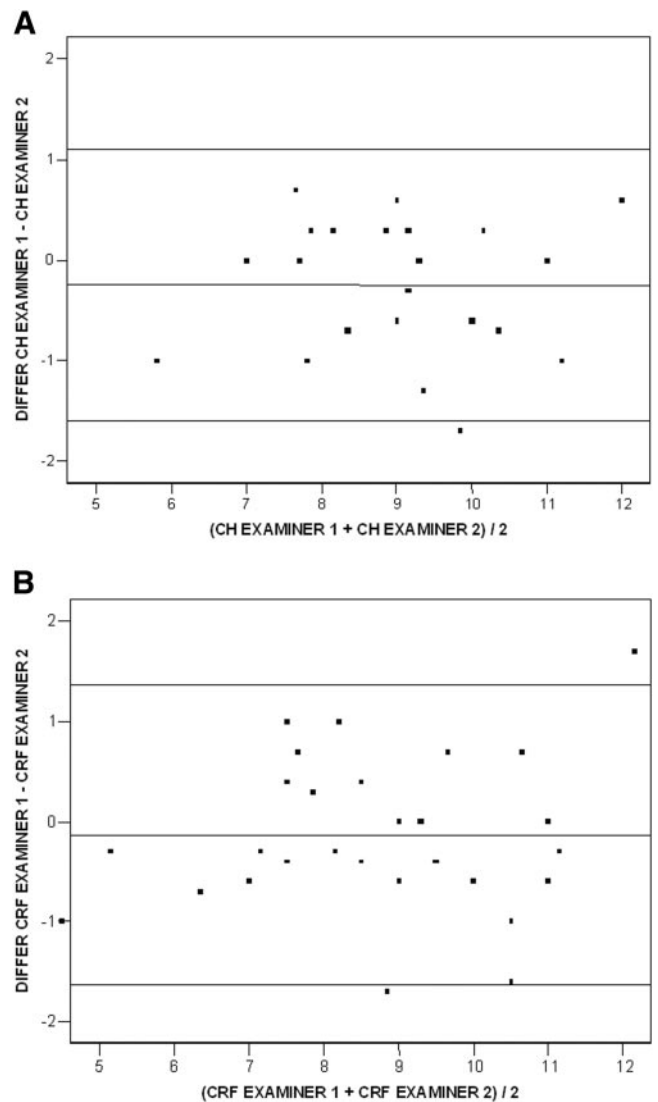 A
DIFFER CH EXAMINER 1 - CH EXAMINER 2
2
1
0
-1
-2
5 6 7 8 9 10 11 12
(CH EXAMINER 1 + CH EXAMINER 2) / 2
B
DIFFER CRF EXAMINER 1 - CRF EXAMINER 2
2
1
0
-1
-2
5 6 7 8 9 10 11 12
(CRF EXAMINER 1 + CRF EXAMINER 2) / 2